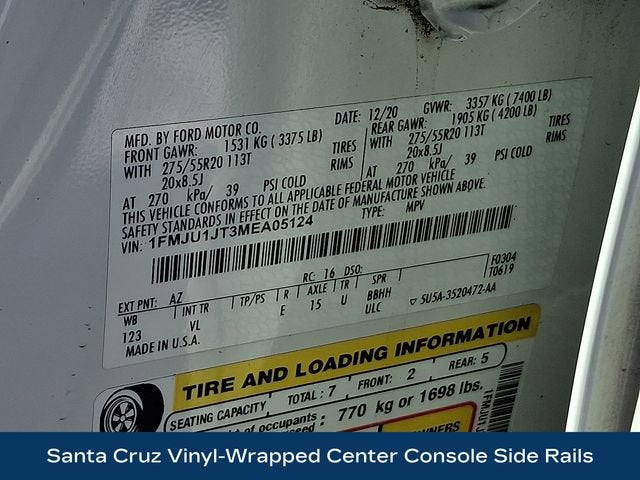 MFD. BY FORD MOTOR CO.
DATE: 12/20 GVWR: 3357 KG (7400 LB)
FRONT GAWR: 1531 KG (3375 LB)
REAR GAWR: 1905 KG (4200 LB)
WITH 275/55R20 113T TIRES
WITH 275/55R20 113T TIRES
20x8.5J RIMS
20x8.5J RIMS
AT 270 kPa/ 39 PSI COLD
AT 270 kPa/ 39 PSI COLD
THIS VEHICLE CONFORMS TO ALL APPLICABLE FEDERAL MOTOR VEHICLE
SAFETY STANDARDS IN EFFECT ON THE DATE OF MANUFACTURE SHOWN ABOVE.
VIN: 1FMJU1JT3MEA05124 TYPE: MPV
F0304
T0619
EXT PNT: AZ RC: 16 DSO:
WB INT TR TP/PS R AXLE TR SPR
123 VL E 15 U BBHH
ULC
5U5A-3520472-AA
MADE IN U.S.A.
TIRE AND LOADING INFORMATION
SEATING CAPACITY TOTAL: 7 FRONT: 2 REAR: 5
of occupants : 770 kg or 1698 lbs.
OWNERS
Santa Cruz Vinyl-Wrapped Center Console Side Rails